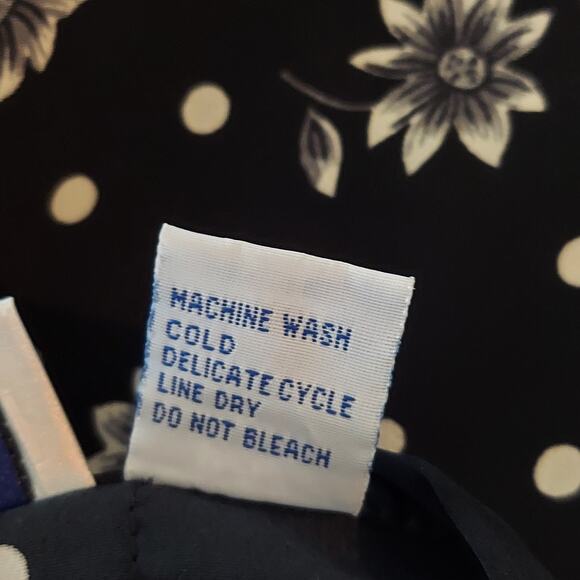 MACHINE WASH
COLD
DELICATE CYCLE
LINE DRY
DO NOT BLEACH